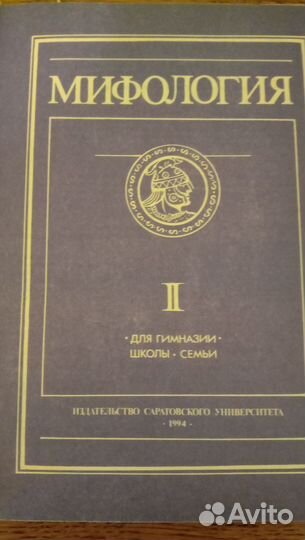 МИФОЛОГИЯ
II
· ДЛЯ ГИМНАЗИИ ·
ШКОЛЫ · СЕМЬИ
ИЗДАТЕЛЬСТВО САРАТОВСКОГО УНИВЕРСИТЕТА
· 1994 ·
Avito